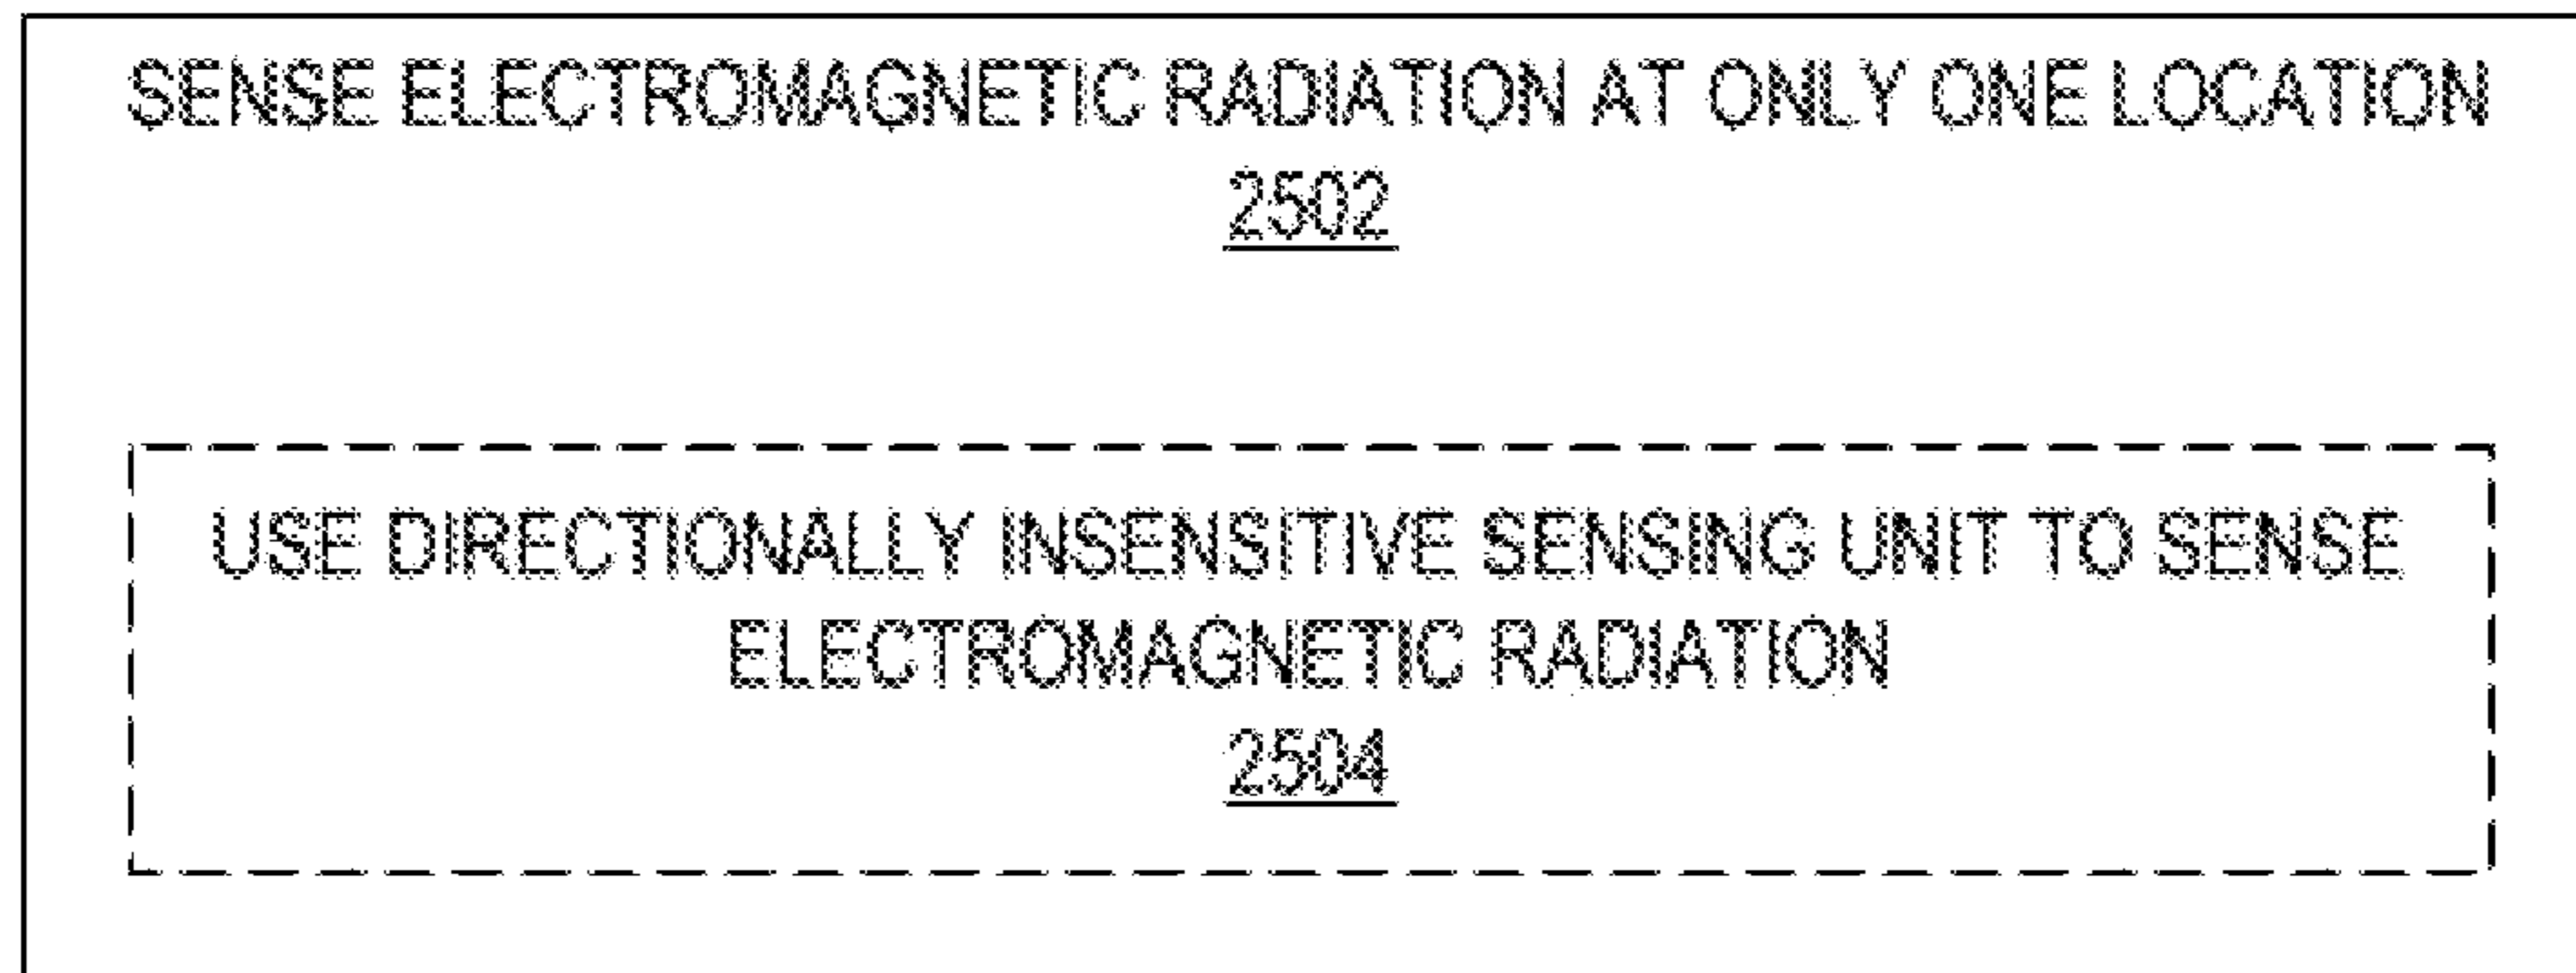 SENSE ELECTROMAGNETIC RADIATION AT ONLY ONE LOCATION
2502
USE DIRECTIONALLY INSENSITIVE SENSING UNIT TO SENSE
ELECTROMAGNETIC RADIATION
2504